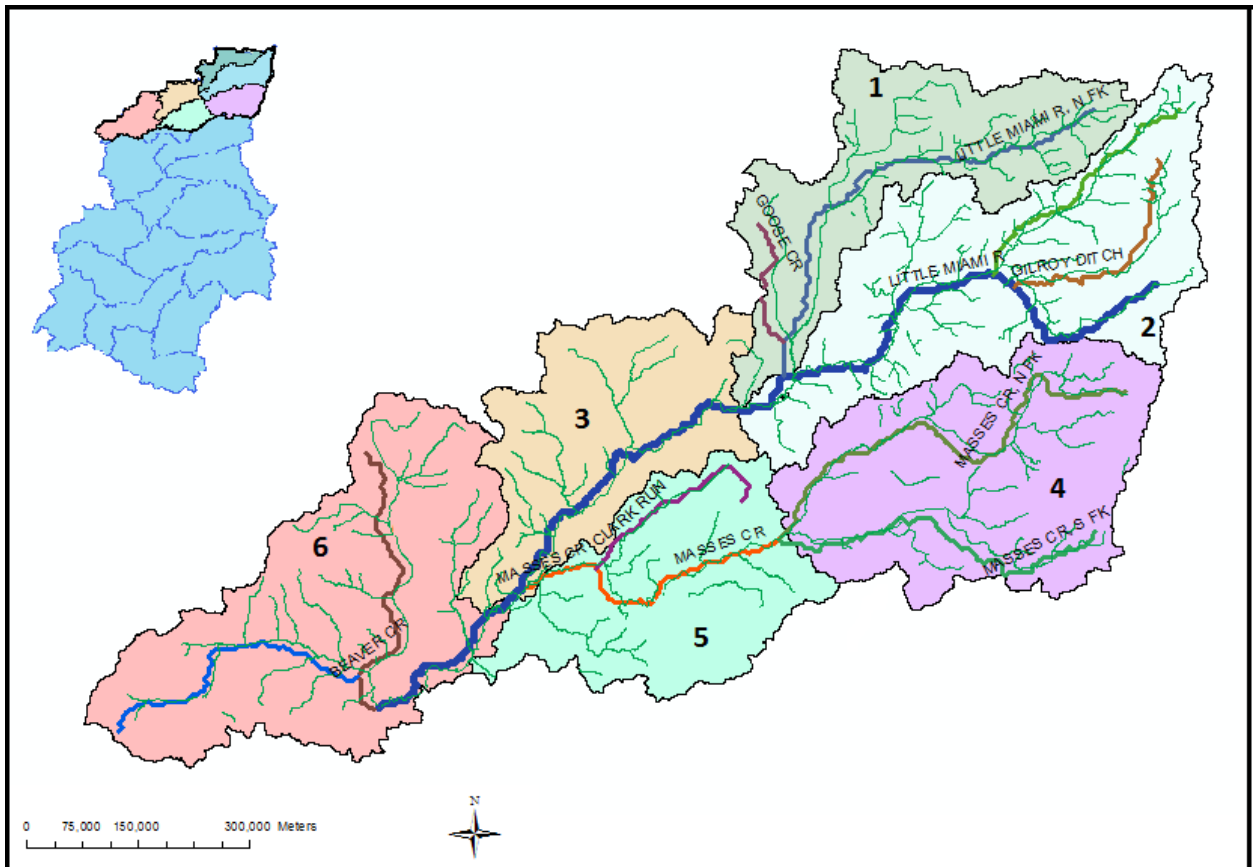 1
LITTLE MIAMI R, N FK
GOOSE CR
LITTLE MIAMI R
GILROY DITCH
2
MASSES CR, N FK
3
4
CLARK RUN
MASSES CR
MASSES CR
MASSES CR, S FK
6
5
BEAVER CR
N
0 75,000 150,000 300,000 Meters